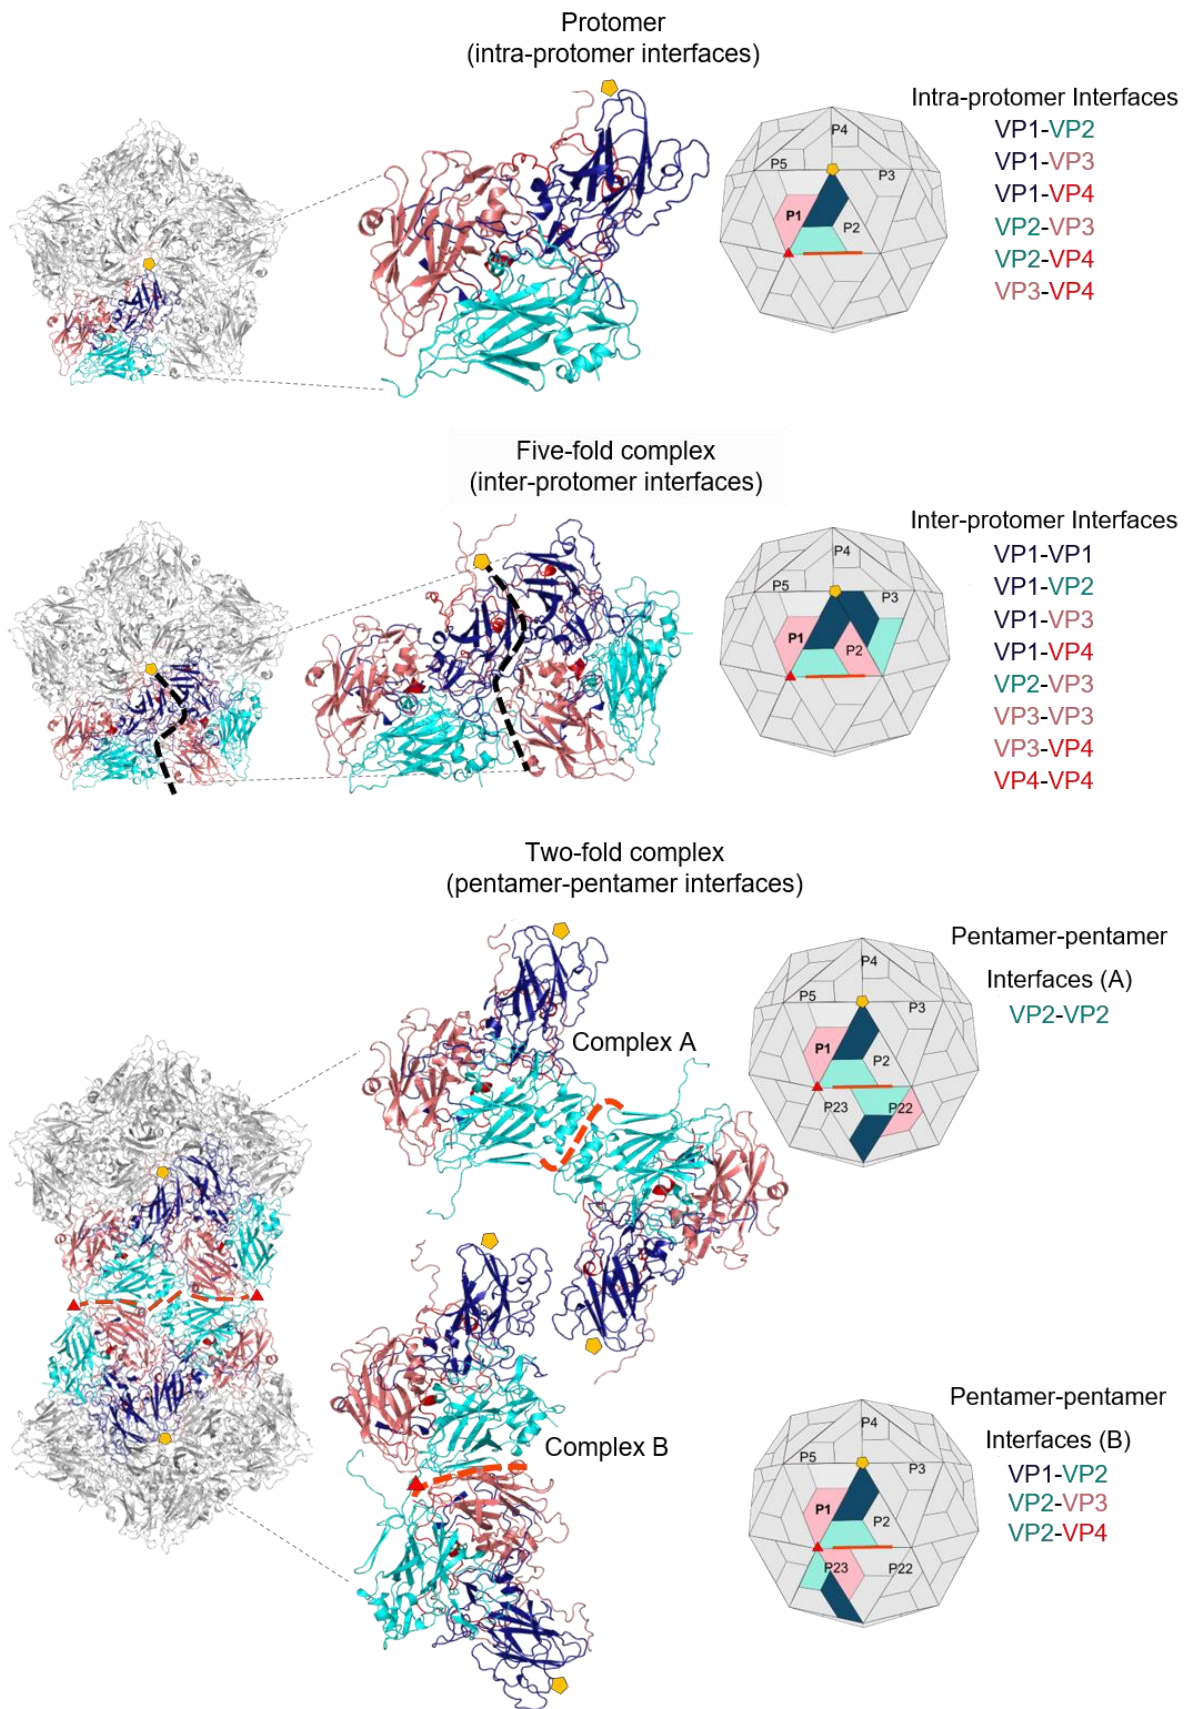 Protomer
(intra-protomer interfaces)
Intra-protomer Interfaces
VP1-VP2
VP1-VP3
VP1-VP4
VP2-VP3
VP2-VP4
VP3-VP4
P4
P5
P3
P1
P2
Five-fold complex
(inter-protomer interfaces)
Inter-protomer Interfaces
VP1-VP1
VP1-VP2
VP1-VP3
VP1-VP4
VP2-VP3
VP3-VP3
VP3-VP4
VP4-VP4
P4
P5
P3
P1
P2
Two-fold complex
(pentamer-pentamer interfaces)
Complex A
Pentamer-pentamer
Interfaces (A)
VP2-VP2
P4
P5
P3
P1
P2
P23
P22
Complex B
Pentamer-pentamer
Interfaces (B)
VP1-VP2
VP2-VP3
VP2-VP4
P4
P5
P3
P1
P2
P23
P22